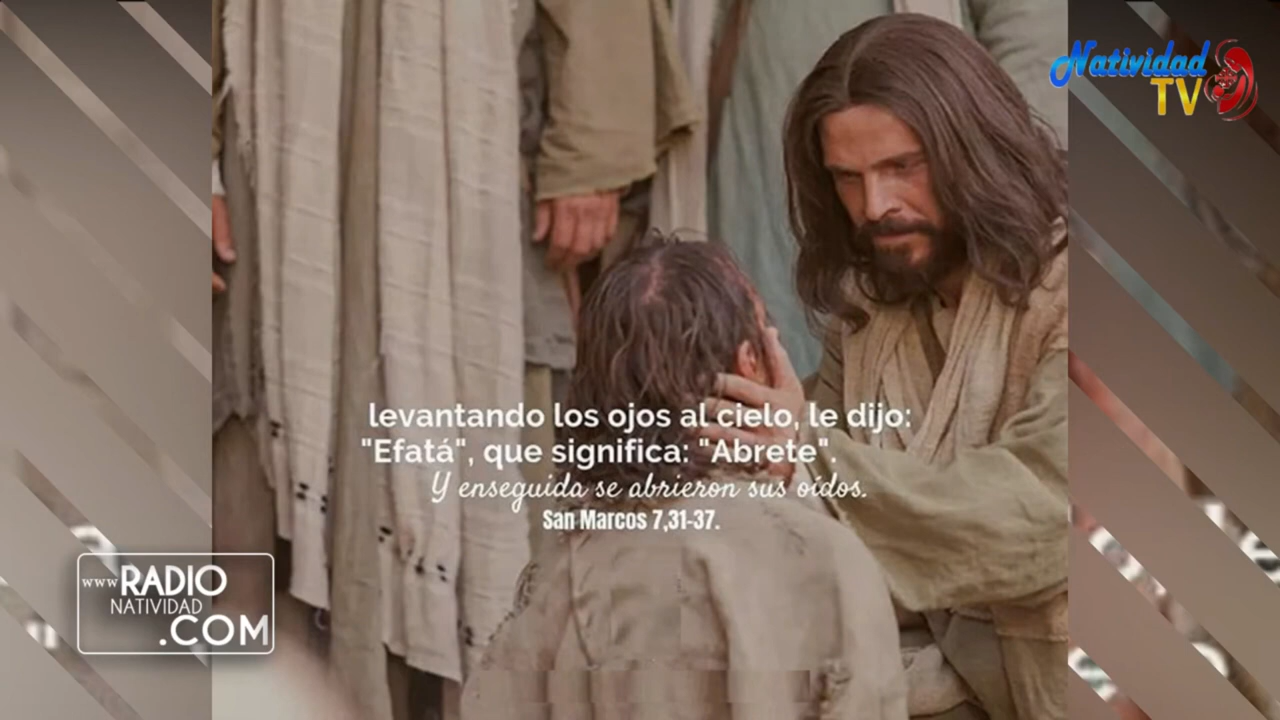 Natividad
TV
levantando los ojos al cielo, le dijo:
"Efatá", que significa: "Abrete".
Y enseguida se abrieron sus oídos.
San Marcos 7,31-37.
www RADIO
NATIVIDAD
.COM